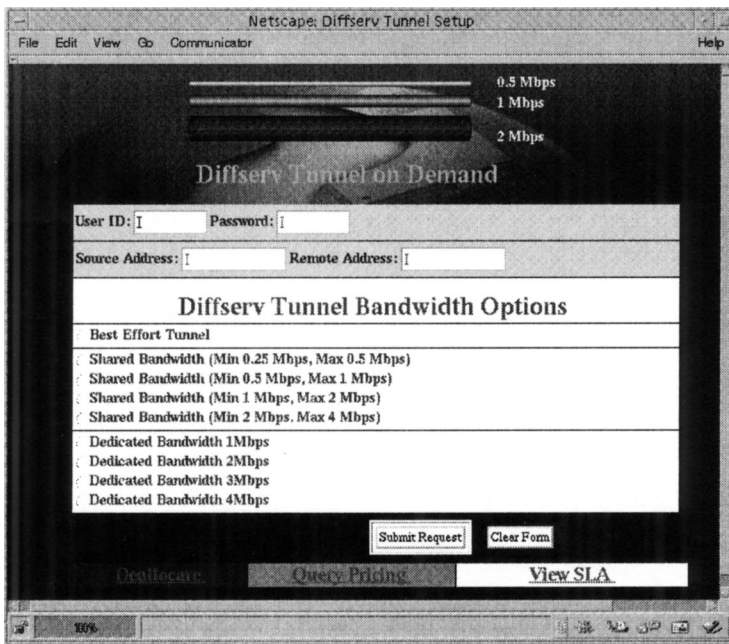 Netscape: Diffserv Tunnel Setup
File Edit View Go Communicator Help
0.5 Mbps
1 Mbps
2 Mbps
Diffserv Tunnel on Demand
User ID: Password:
Source Address: Remote Address:
Diffserv Tunnel Bandwidth Options
Best Effort Tunnel
Shared Bandwidth (Min 0.25 Mbps, Max 0.5 Mbps)
Shared Bandwidth (Min 0.5 Mbps, Max 1 Mbps)
Shared Bandwidth (Min 1 Mbps, Max 2 Mbps)
Shared Bandwidth (Min 2 Mbps. Max 4 Mbps)
Dedicated Bandwidth 1Mbps
Dedicated Bandwidth 2Mbps
Dedicated Bandwidth 3Mbps
Dedicated Bandwidth 4Mbps
Submit Request Clear Form
Deallocate Query Pricing View SLA
100%